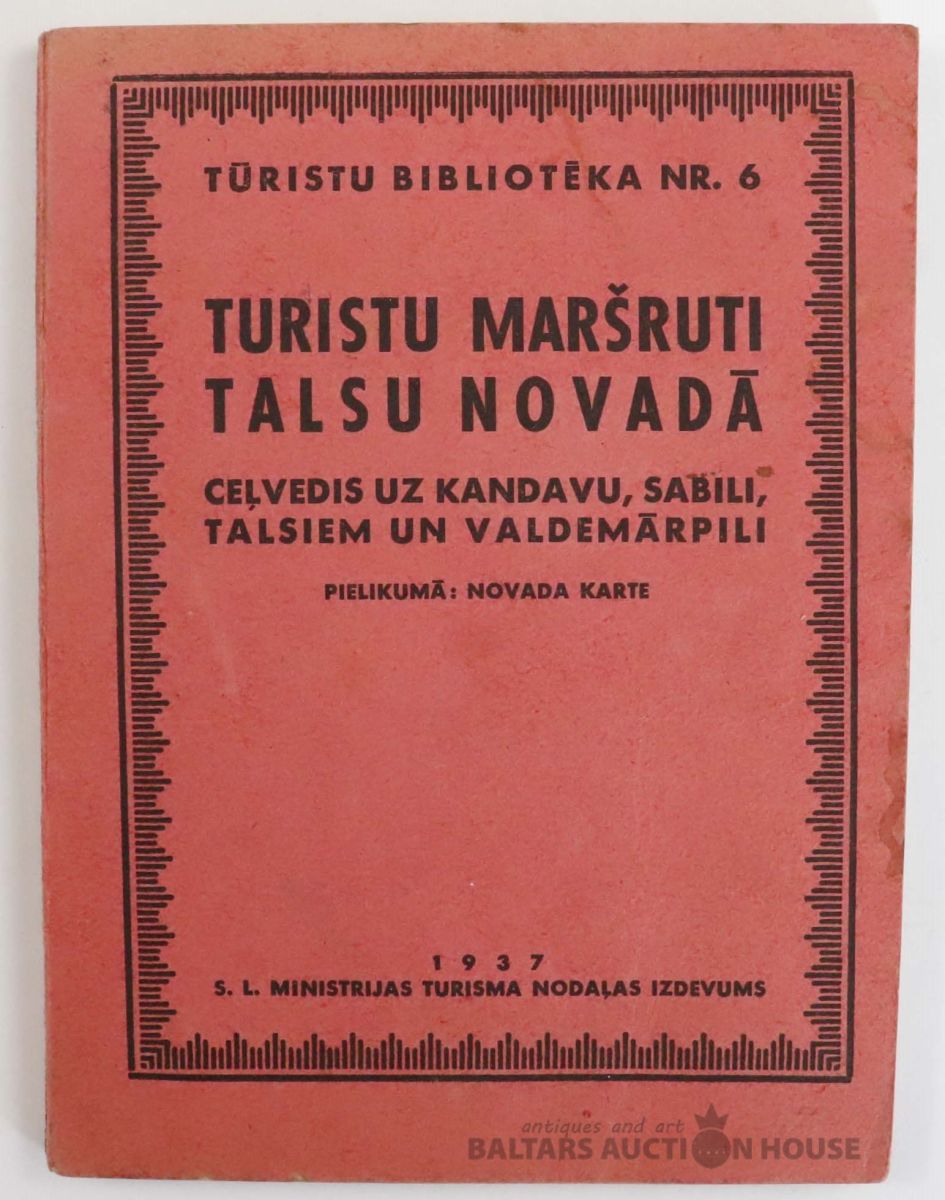 TŪRISTU BIBLIOTĒKA NR. 6
TURISTU MARŠRUTI
TALSU NOVADĀ
CEĻVEDIS UZ KANDAVU, SABILI,
TALSIEM UN VALDEMĀRPILI
PIELIKUMĀ: NOVADA KARTE
1937
S. L. MINISTRIJAS TURISMA NODAĻAS IZDEVUMS
antiques and art
BALTARS AUCTION HOUSE